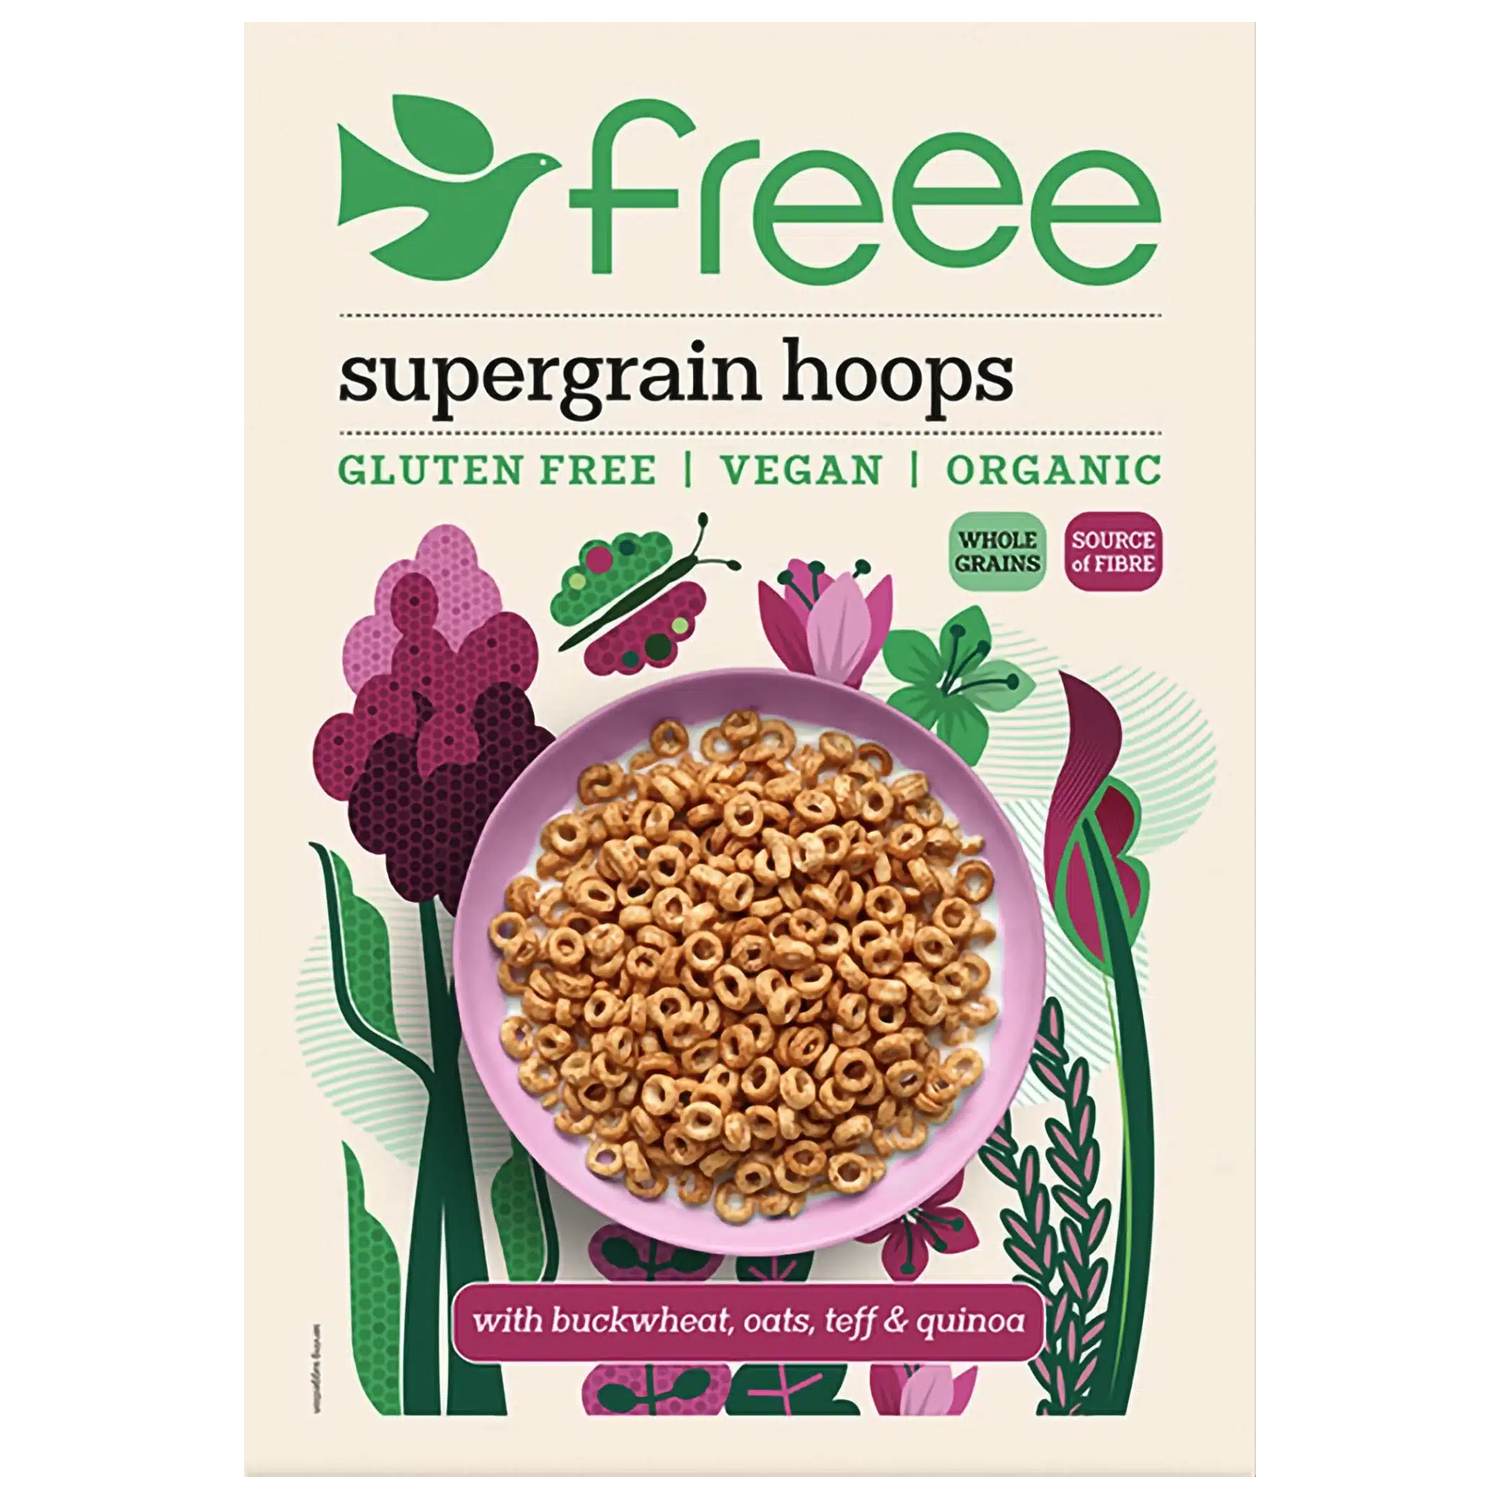 freee
supergrain hoops
GLUTEN FREE | VEGAN | ORGANIC
WHOLE
GRAINS
SOURCE
of FIBRE
with buckwheat, oats, teff & quinoa